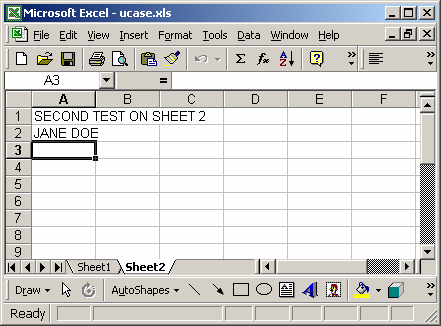 Microsoft Excel - ucase.xls
File Edit View Insert Format Tools Data Window Help
Σ fx A Z ?
A3 =
A B C D E F
1 SECOND TEST ON SHEET 2
2 JANE DOE
3
4
5
6
7
8
9
Sheet1 Sheet2
Draw AutoShapes A
Ready